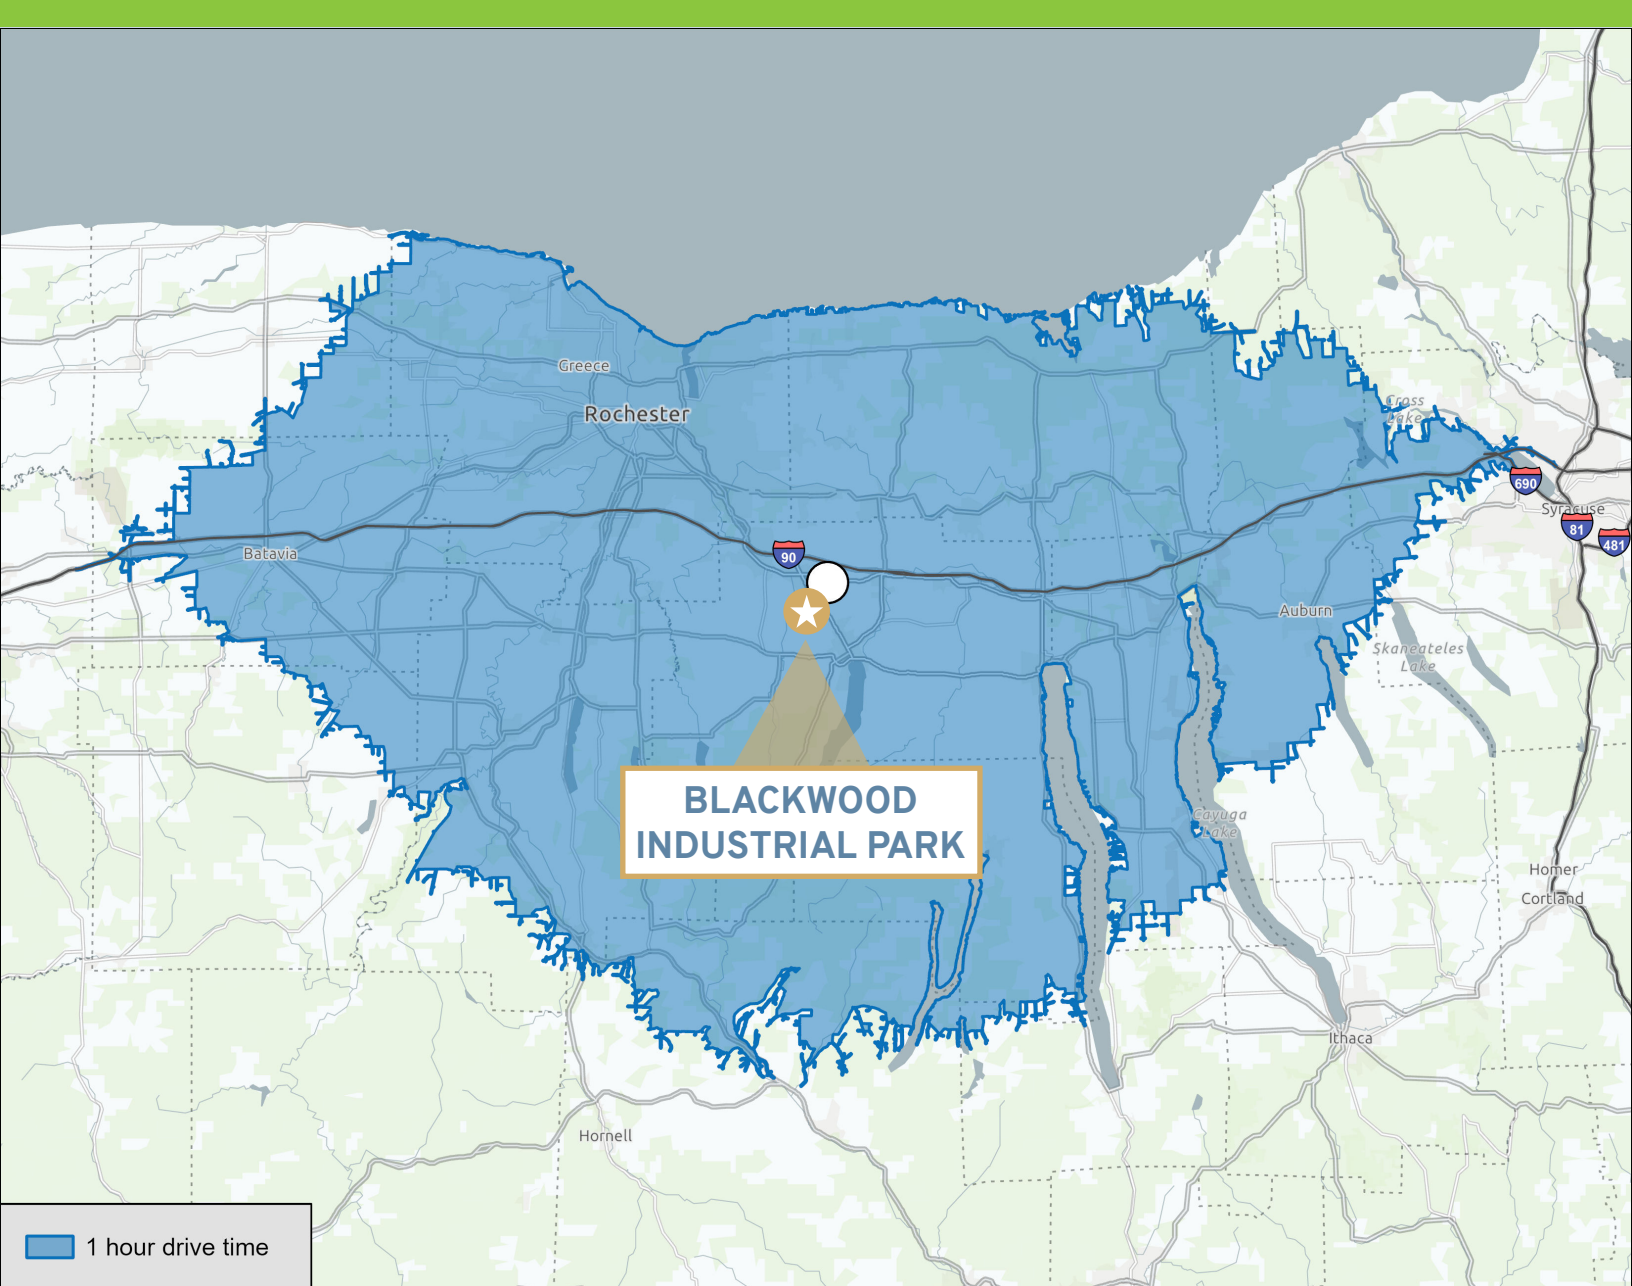 Greece
Rochester
Cross
Lake
690
Syracuse
81
481
90
Batavia
Auburn
Skaneateles
Lake
BLACKWOOD
INDUSTRIAL PARK
Cayuga
Lake
Homer
Cortland
Ithaca
Hornell
1 hour drive time